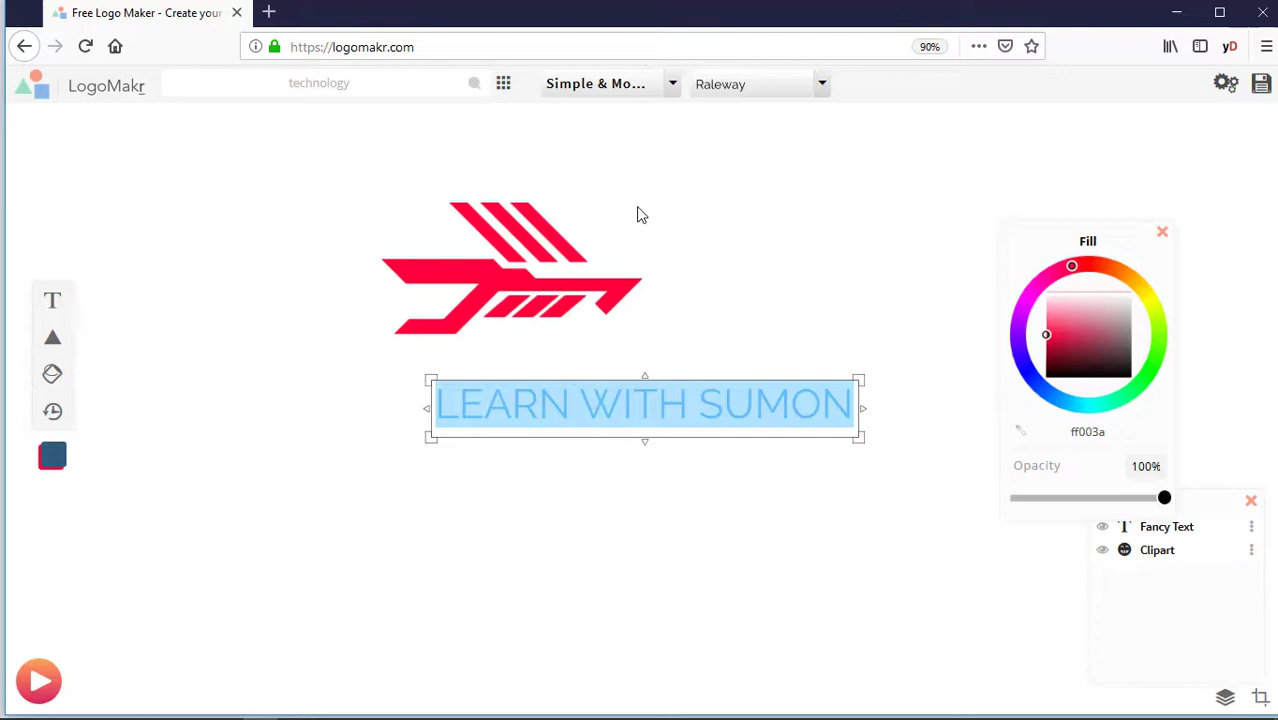 Free Logo Maker - Create your
https://logomakr.com
90%
yD
LogoMakr
technology
Simple & Mo...
Raleway
Fill
LEARN WITH SUMON
ff003a
Opacity
100%
T
T Fancy Text
Clipart